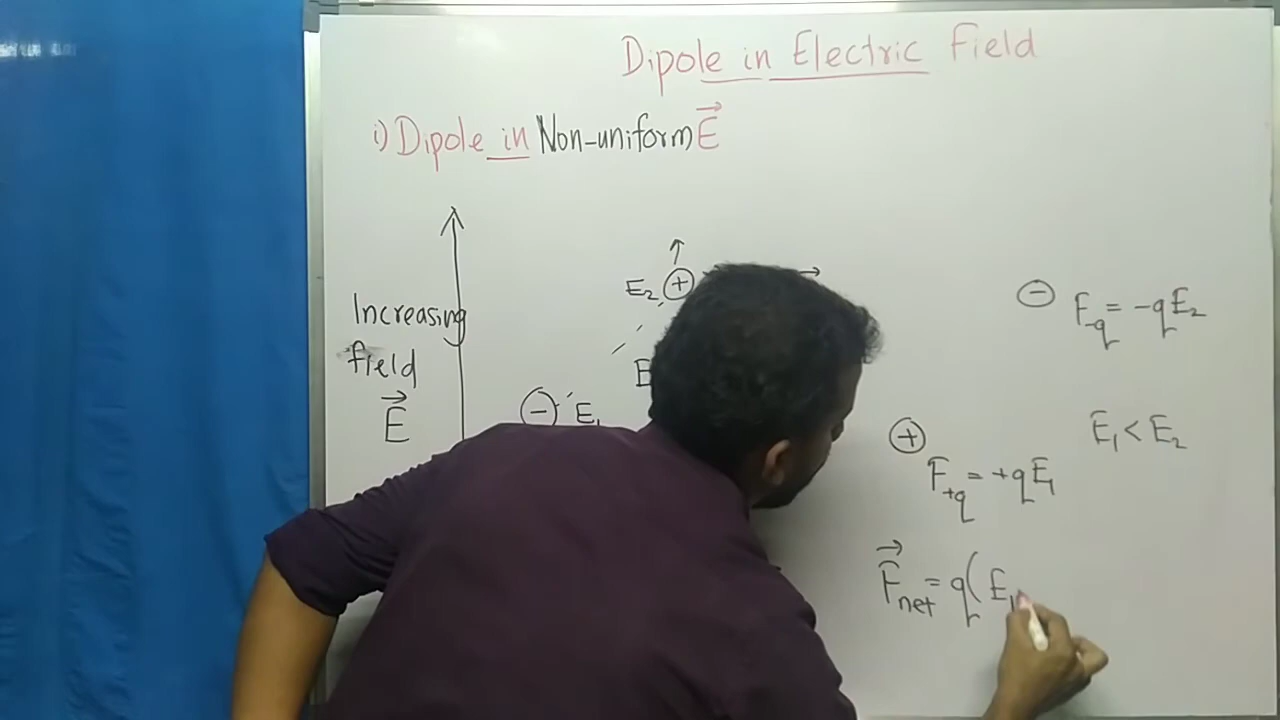 Dipole in Electric Field
i) Dipole in Non-uniform E⃗
Increasing
field
E⃗
E₂ +
− E₁
− F₋q = −qE₂
E₁ < E₂
+ F₊q = +qE₁
F⃗net = q(E₁